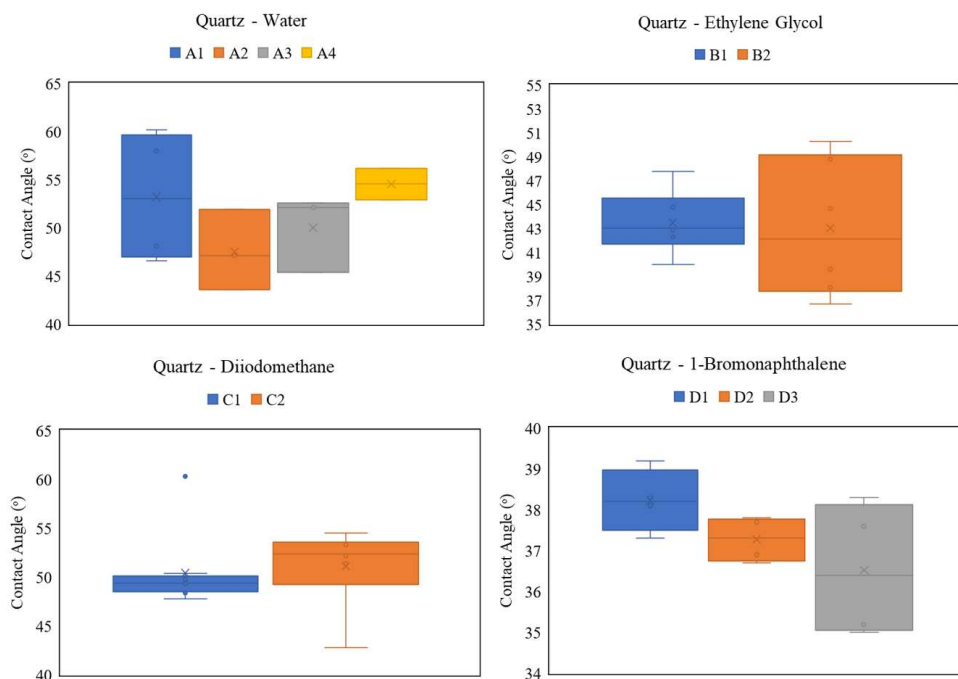 Quartz - Water
A1 A2 A3 A4
Contact Angle (°)
65
60
55
50
45
40
Quartz - Ethylene Glycol
B1 B2
Contact Angle (°)
55
53
51
49
47
45
43
41
39
37
35
Quartz - Diiodomethane
C1 C2
Contact Angle (°)
65
60
55
50
45
40
Quartz - 1-Bromonaphthalene
D1 D2 D3
Contact Angle (°)
40
39
38
37
36
35
34